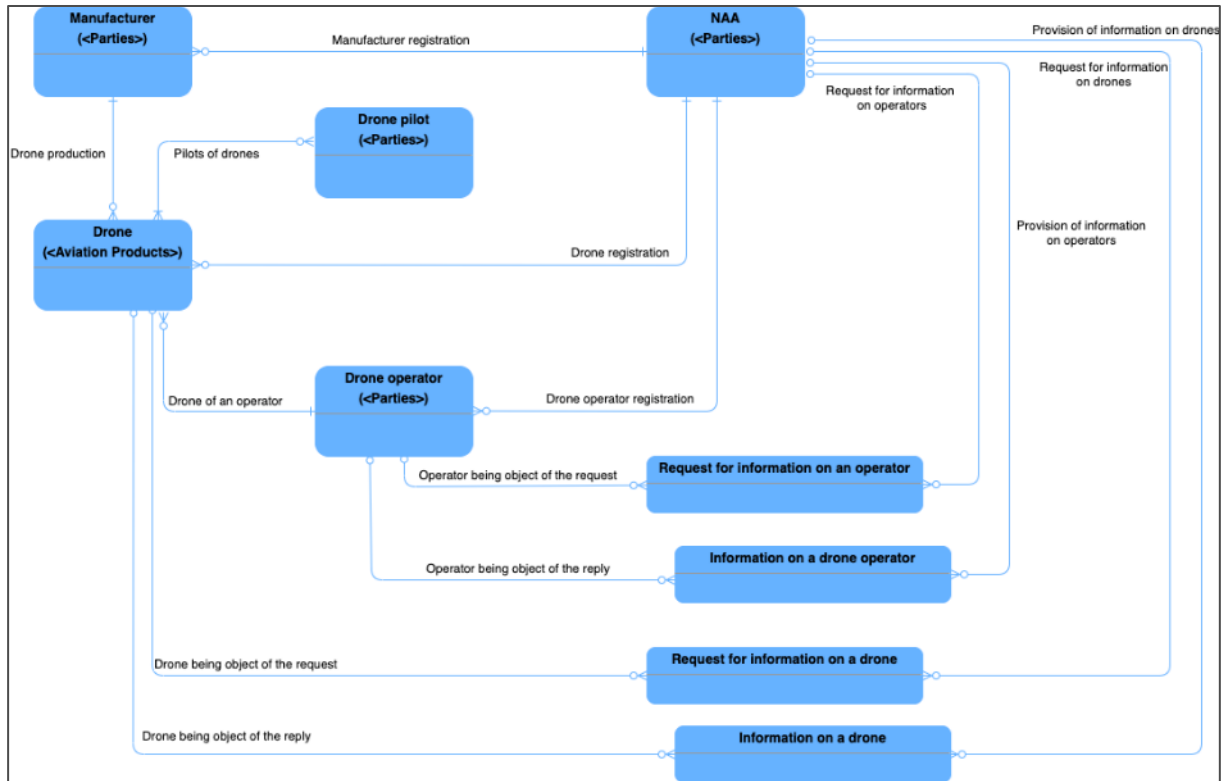 Manufacturer
(<Parties>)
NAA
(<Parties>)
Provision of information on drones
Manufacturer registration
Request for information
on drones
Request for information
on operators
Drone pilot
(<Parties>)
Drone production
Pilots of drones
Drone
(<Aviation Products>)
Provision of information
on operators
Drone registration
Drone operator
(<Parties>)
Drone of an operator
Drone operator registration
Operator being object of the request
Request for information on an operator
Operator being object of the reply
Information on a drone operator
Drone being object of the request
Request for information on a drone
Drone being object of the reply
Information on a drone